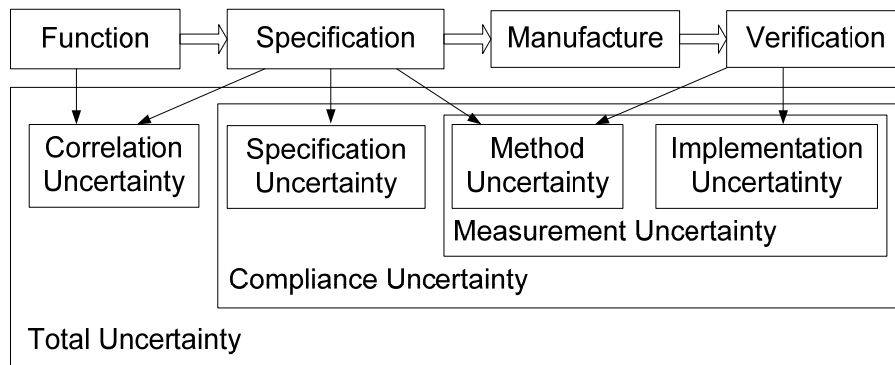 Function
Specification
Manufacture
Verification
Correlation
Uncertainty
Specification
Uncertainty
Method
Uncertainty
Implementation
Uncertatinty
Measurement Uncertainty
Compliance Uncertainty
Total Uncertainty